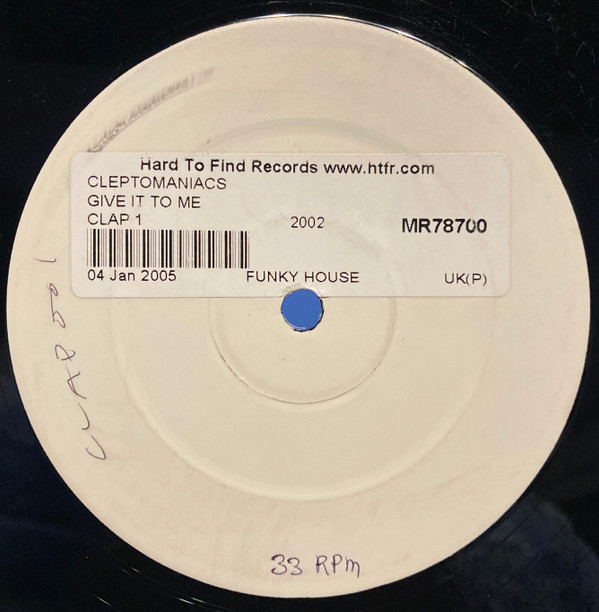 Hard To Find Records www.htfr.com
CLEPTOMANIACS
GIVE IT TO ME
CLAP 1 2002 MR78700
04 Jan 2005 FUNKY HOUSE UK(P)
CLAP001
33 RPM